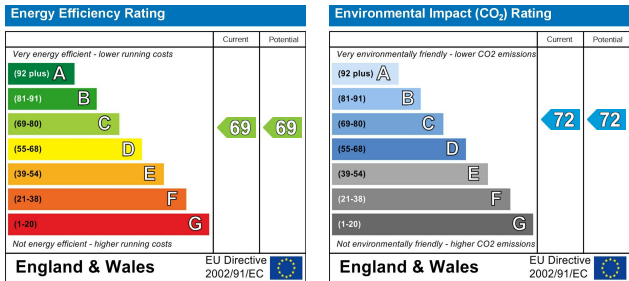 Energy Efficiency Rating
Current Potential
Very energy efficient - lower running costs
(92 plus) A
(81-91) B
(69-80) C
69 69
(55-68) D
(39-54) E
(21-38) F
(1-20) G
Not energy efficient - higher running costs
England & Wales
EU Directive
2002/91/EC
Environmental Impact (CO₂) Rating
Current Potential
Very environmentally friendly - lower CO2 emissions
(92 plus) A
(81-91) B
(69-80) C
72 72
(55-68) D
(39-54) E
(21-38) F
(1-20) G
Not environmentally friendly - higher CO2 emissions
England & Wales
EU Directive
2002/91/EC